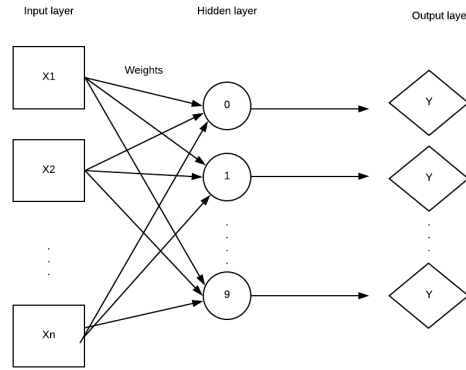 Input layer
Hidden layer
Output laye
Weights
X1
0
Y
X2
1
Y
.
.
.
.
.
.
.
.
.
.
.
Xn
9
Y